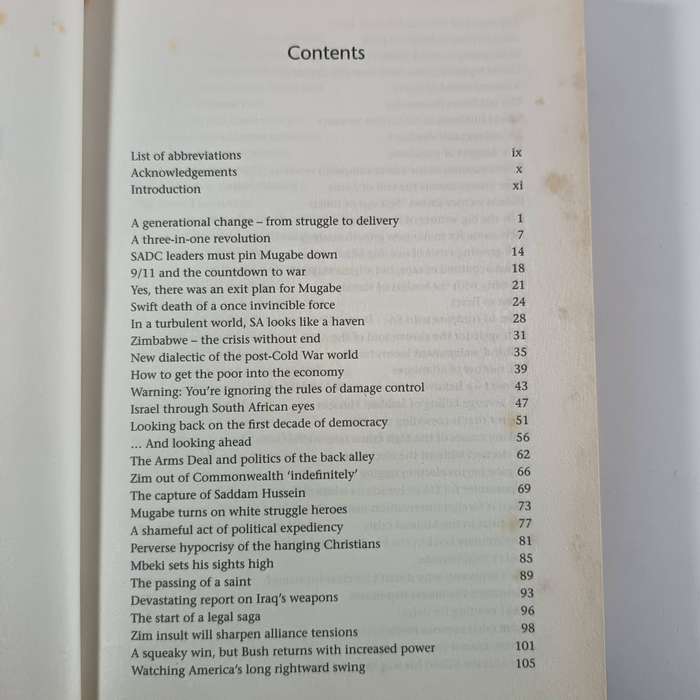 Contents
List of abbreviations ix
Acknowledgements x
Introduction xi
A generational change – from struggle to delivery 1
A three-in-one revolution 7
SADC leaders must pin Mugabe down 14
9/11 and the countdown to war 18
Yes, there was an exit plan for Mugabe 21
Swift death of a once invincible force 24
In a turbulent world, SA looks like a haven 28
Zimbabwe – the crisis without end 31
New dialectic of the post-Cold War world 35
How to get the poor into the economy 39
Warning: You're ignoring the rules of damage control 43
Israel through South African eyes 47
Looking back on the first decade of democracy 51
... And looking ahead 56
The Arms Deal and politics of the back alley 62
Zim out of Commonwealth 'indefinitely' 66
The capture of Saddam Hussein 69
Mugabe turns on white struggle heroes 73
A shameful act of political expediency 77
Perverse hypocrisy of the hanging Christians 81
Mbeki sets his sights high 85
The passing of a saint 89
Devastating report on Iraq's weapons 93
The start of a legal saga 96
Zim insult will sharpen alliance tensions 98
A squeaky win, but Bush returns with increased power 101
Watching America's long rightward swing 105